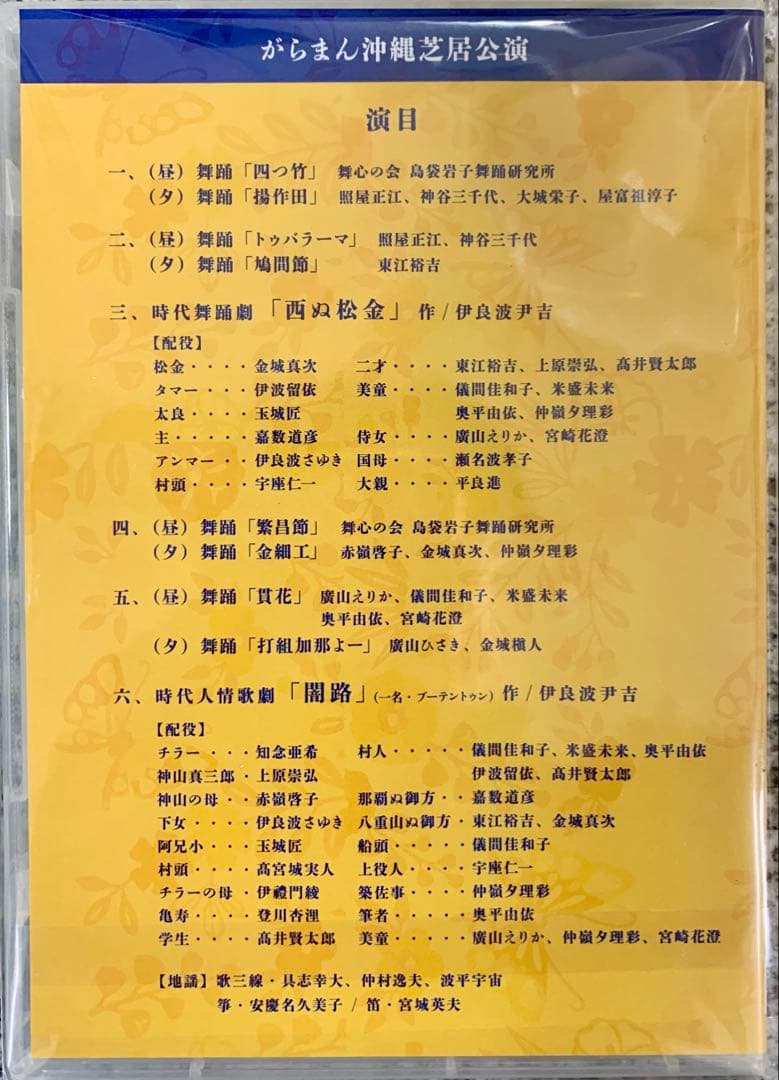 がらまん沖縄芝居公演
演目
一、（昼）舞踊「四つ竹」 舞心の会 島袋岩子舞踊研究所
（夕）舞踊「揚作田」 照屋正江、神谷三千代、大城栄子、屋富祖淳子
二、（昼）舞踊「トゥバラーマ」 照屋正江、神谷三千代
（夕）舞踊「鳩間節」 東江裕吉
三、時代舞踊劇「西ぬ松金」作/伊良波尹吉
【配役】
松金・・・・金城真次 二才・・・・東江裕吉、上原崇弘、髙井賢太郎
タマー・・・伊波留依 美童・・・・儀間佳和子、米盛未来
太良・・・・玉城匠 奥平由依、仲嶺夕理彩
主・・・・・嘉数道彦 侍女・・・・廣山えりか、宮崎花澄
アンマー・・伊良波さゆき 国母・・・・瀬名波孝子
村頭・・・・宇座仁一 大親・・・・平良進
四、（昼）舞踊「繁昌節」 舞心の会 島袋岩子舞踊研究所
（夕）舞踊「金細工」 赤嶺啓子、金城真次、仲嶺夕理彩
五、（昼）舞踊「貫花」 廣山えりか、儀間佳和子、米盛未来
奥平由依、宮崎花澄
（夕）舞踊「打組加那よー」 廣山ひさき、金城槇人
六、時代人情歌劇「闇路」(一名・ブーテントゥン) 作/伊良波尹吉
【配役】
チラー・・・知念亜希 村人・・・・・儀間佳和子、米盛未来、奥平由依
神山真三郎・上原崇弘 伊波留依、髙井賢太郎
神山の母・・赤嶺啓子 那覇ぬ御方・・嘉数道彦
下女・・・・伊良波さゆき 八重山ぬ御方・東江裕吉、金城真次
阿兄小・・・玉城匠 船頭・・・・・儀間佳和子
村頭・・・・髙宮城実人 上役人・・・・宇座仁一
チラーの母・伊禮門綾 築佐事・・・・仲嶺夕理彩
亀寿・・・・登川杏浬 筆者・・・・・奥平由依
学生・・・・髙井賢太郎 美童・・・・・廣山えりか、仲嶺夕理彩、宮崎花澄
【地謡】歌三線・具志幸大、仲村逸夫、波平宇宙
箏・安慶名久美子 / 笛・宮城英夫